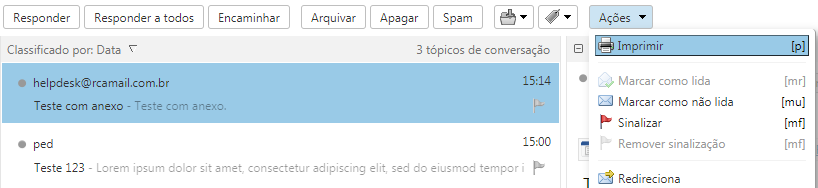 Responder Responder a todos Encaminhar Arquivar Apagar Spam Ações
Classificado por: Data 3 tópicos de conversação
helpdesk@rcamail.com.br 15:14
Teste com anexo - Teste com anexo.
ped 15:00
Teste 123 - Lorem ipsum dolor sit amet, consectetur adipiscing elit, sed do eiusmod tempor i
Imprimir [p]
Marcar como lida [mr]
Marcar como não lida [mu]
Sinalizar [mf]
Remover sinalização [mf]
Redireciona